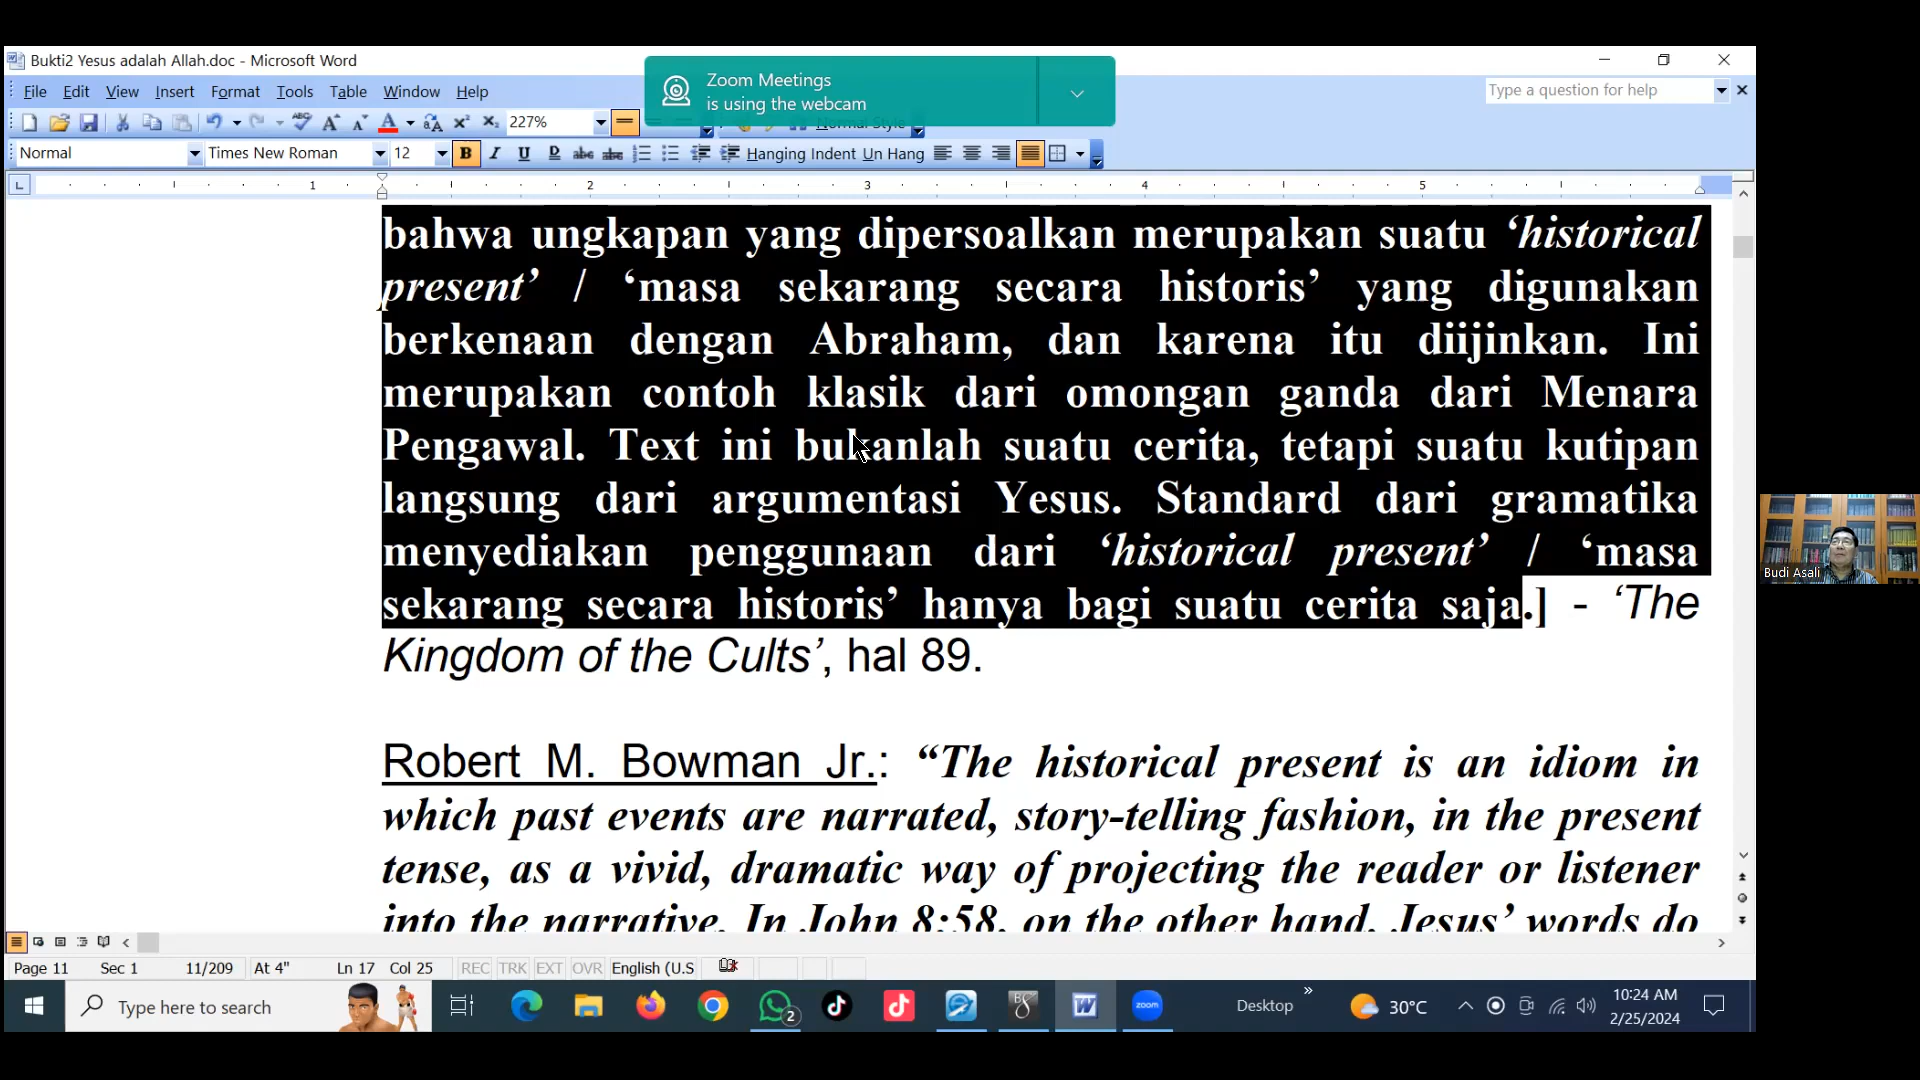 Bukti2 Yesus adalah Allah.doc - Microsoft Word
Zoom Meetings
is using the webcam
File Edit View Insert Format Tools Table Window Help
Type a question for help
227%
Normal Style
Normal Times New Roman 12 Hanging Indent Un Hang
1 2 3 4 5
bahwa ungkapan yang dipersoalkan merupakan suatu ‘historical
present’ / ‘masa sekarang secara historis’ yang digunakan
berkenaan dengan Abraham, dan karena itu diijinkan. Ini
merupakan contoh klasik dari omongan ganda dari Menara
Pengawal. Text ini bukanlah suatu cerita, tetapi suatu kutipan
langsung dari argumentasi Yesus. Standard dari gramatika
menyediakan penggunaan dari ‘historical present’ / ‘masa
sekarang secara historis’ hanya bagi suatu cerita saja.] - ‘The
Kingdom of the Cults’, hal 89.
Robert M. Bowman Jr.: “The historical present is an idiom in
which past events are narrated, story-telling fashion, in the present
tense, as a vivid, dramatic way of projecting the reader or listener
into the narrative. In John 8:58, on the other hand, Jesus’ words do
Budi Asali
Page 11 Sec 1 11/209 At 4" Ln 17 Col 25 REC TRK EXT OVR English (U.S
Type here to search
2
zoom
Desktop
30°C
10:24 AM
2/25/2024